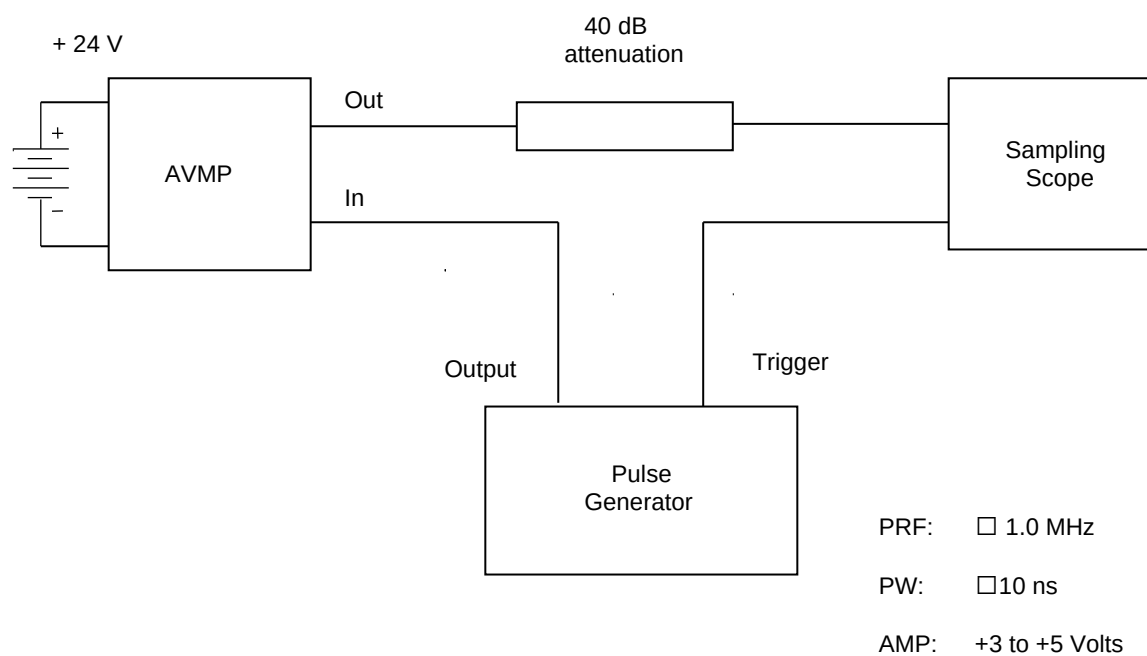 40 dB
attenuation
+ 24 V
Out
AVMP
+
In
−
Sampling
Scope
Output
Trigger
Pulse
Generator
PRF: □ 1.0 MHz
PW: □10 ns
AMP: +3 to +5 Volts